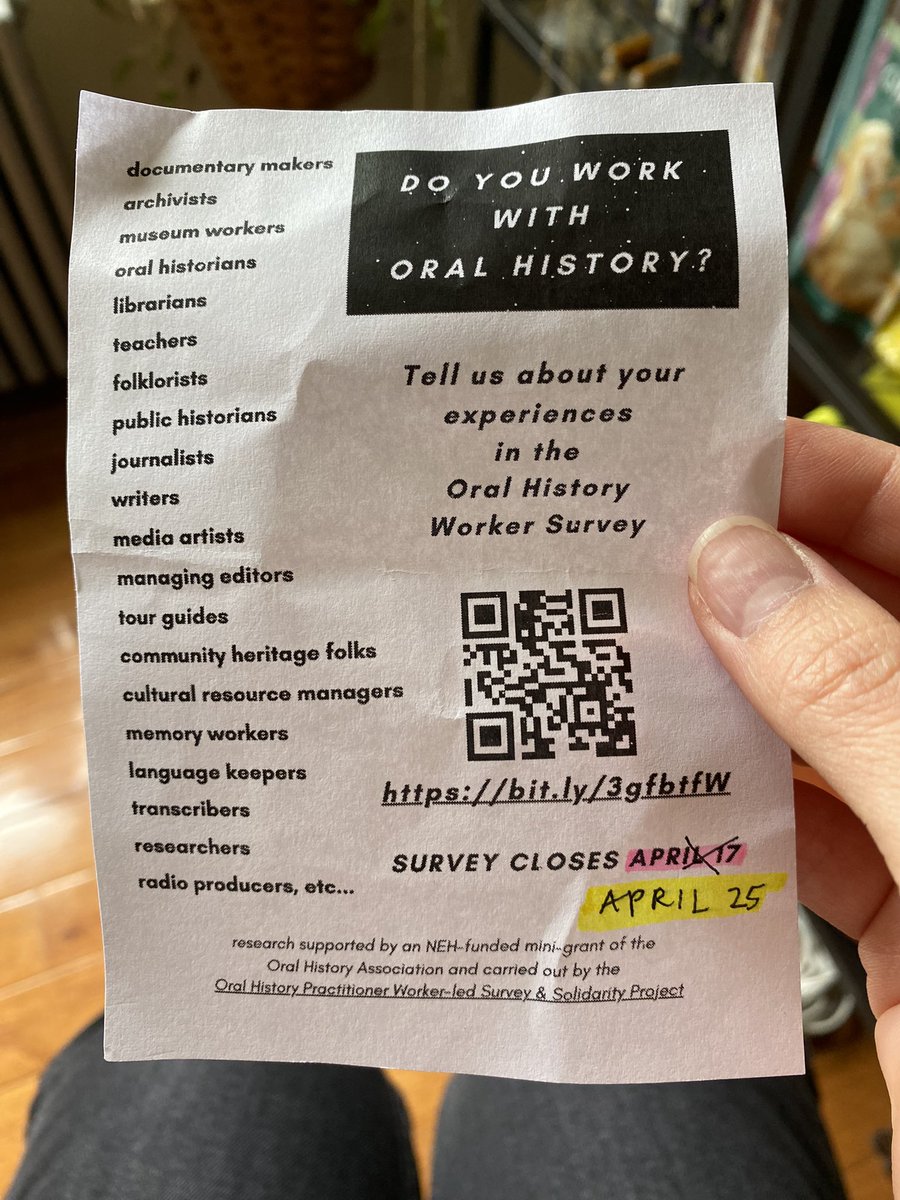 documentary makers
archivists
museum workers
oral historians
librarians
teachers
folklorists
public historians
journalists
writers
media artists
managing editors
tour guides
community heritage folks
cultural resource managers
memory workers
language keepers
transcribers
researchers
radio producers, etc...
DO YOU WORK
WITH
ORAL HISTORY?
Tell us about your
experiences
in the
Oral History
Worker Survey
https://bit.ly/3gfbtfW
SURVEY CLOSES APRIL 17
APRIL 25
research supported by an NEH-funded mini-grant of the
Oral History Association and carried out by the
Oral History Practitioner Worker-led Survey & Solidarity Project